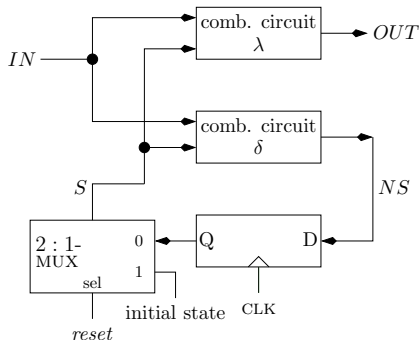 comb. circuit
λ
OUT
IN
comb. circuit
δ
S
NS
2 : 1-
MUX
0
1
sel
Q
D
initial state
CLK
reset